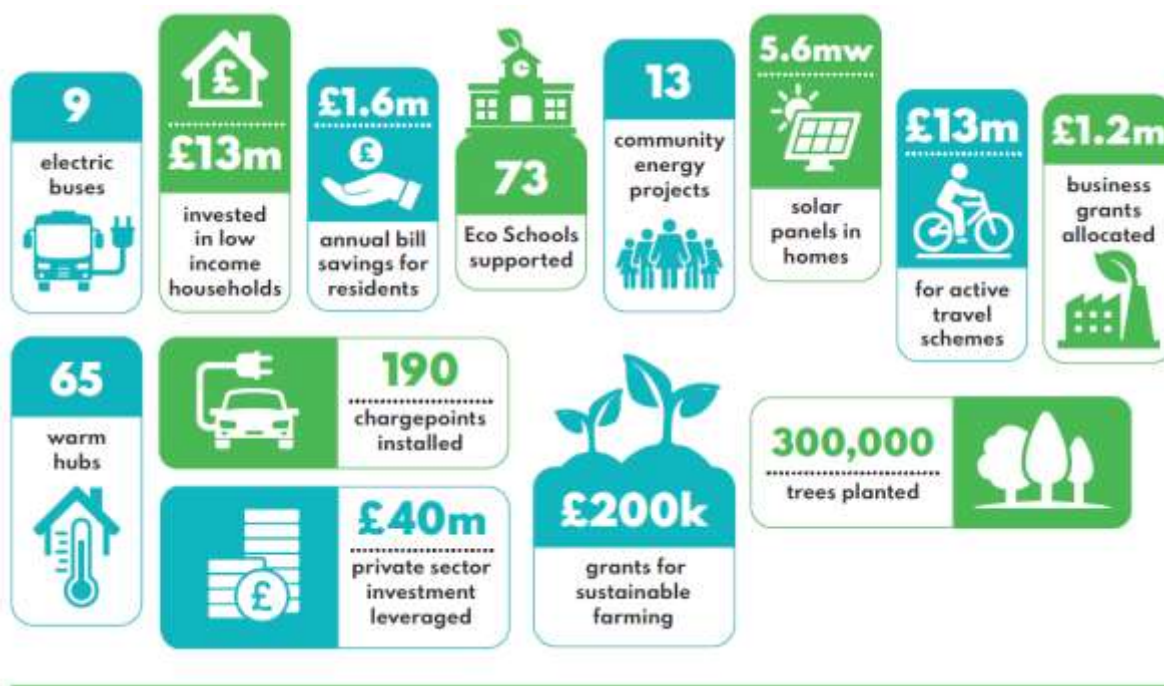 9
electric
buses
£
£13m
invested
in low
income
households
£1.6m
£
annual bill
savings for
residents
73
Eco Schools
supported
13
community
energy
projects
5.6mw
solar
panels in
homes
£13m
for active
travel
schemes
£1.2m
business
grants
allocated
65
warm
hubs
190
chargepoints
installed
£40m
£
private sector
investment
leveraged
£200k
grants for
sustainable
farming
300,000
trees planted